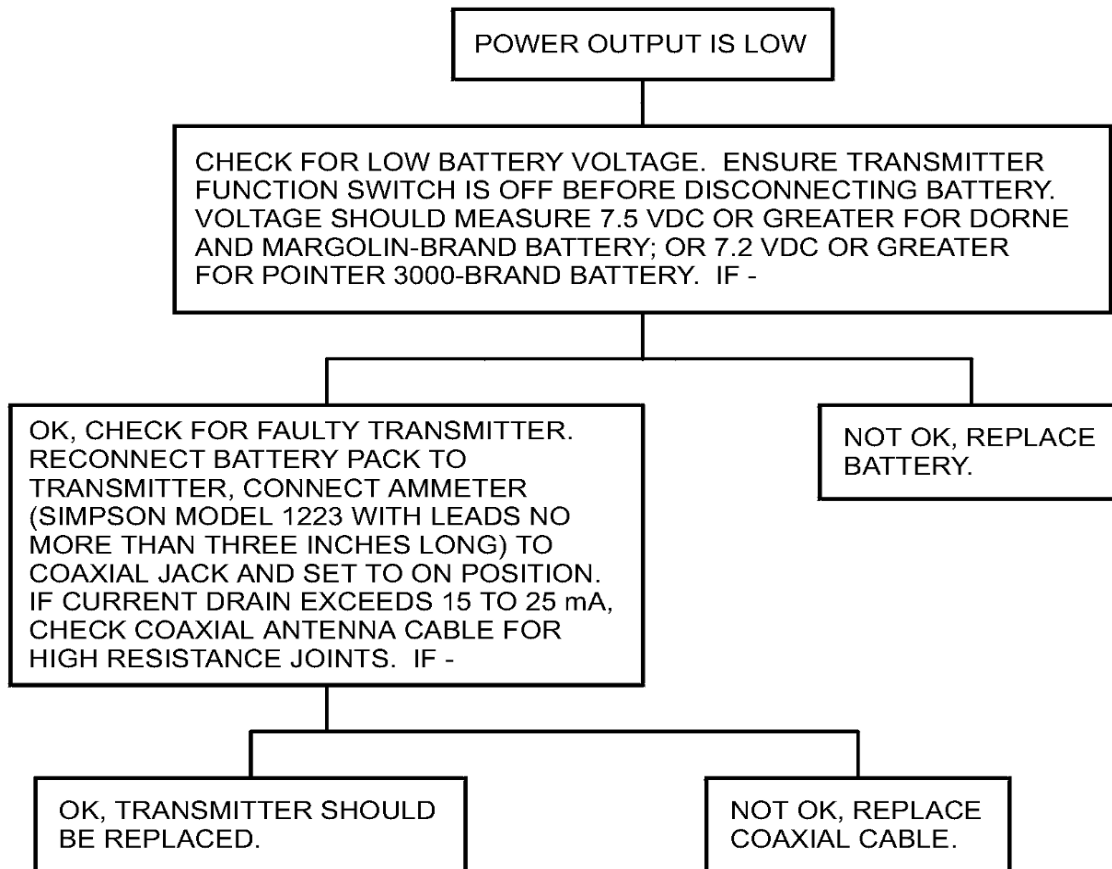 POWER OUTPUT IS LOW
CHECK FOR LOW BATTERY VOLTAGE. ENSURE TRANSMITTER
FUNCTION SWITCH IS OFF BEFORE DISCONNECTING BATTERY.
VOLTAGE SHOULD MEASURE 7.5 VDC OR GREATER FOR DORNE
AND MARGOLIN-BRAND BATTERY; OR 7.2 VDC OR GREATER
FOR POINTER 3000-BRAND BATTERY. IF -
OK, CHECK FOR FAULTY TRANSMITTER.
RECONNECT BATTERY PACK TO
TRANSMITTER, CONNECT AMMETER
(SIMPSON MODEL 1223 WITH LEADS NO
MORE THAN THREE INCHES LONG) TO
COAXIAL JACK AND SET TO ON POSITION.
IF CURRENT DRAIN EXCEEDS 15 TO 25 mA,
CHECK COAXIAL ANTENNA CABLE FOR
HIGH RESISTANCE JOINTS. IF -
NOT OK, REPLACE
BATTERY.
OK, TRANSMITTER SHOULD
BE REPLACED.
NOT OK, REPLACE
COAXIAL CABLE.